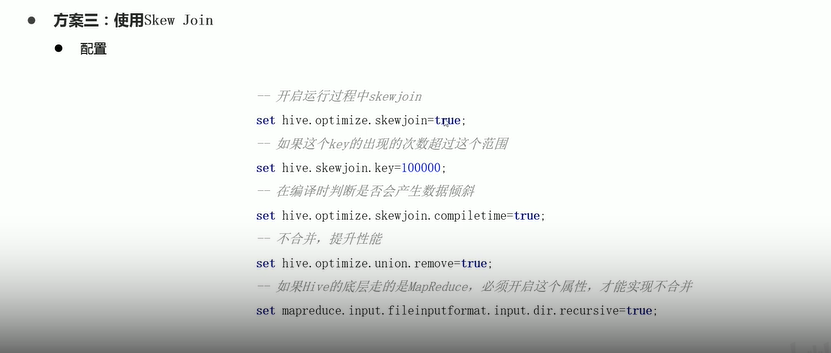 ● 方案三：使用Skew Join
● 配置
-- 开启运行过程中skewjoin
set hive.optimize.skewjoin=true;
-- 如果这个key的出现的次数超过这个范围
set hive.skewjoin.key=100000;
-- 在编译时判断是否会产生数据倾斜
set hive.optimize.skewjoin.compiletime=true;
-- 不合并，提升性能
set hive.optimize.union.remove=true;
-- 如果Hive的底层走的是MapReduce，必须开启这个属性，才能实现不合并
set mapreduce.input.fileinputformat.input.dir.recursive=true;